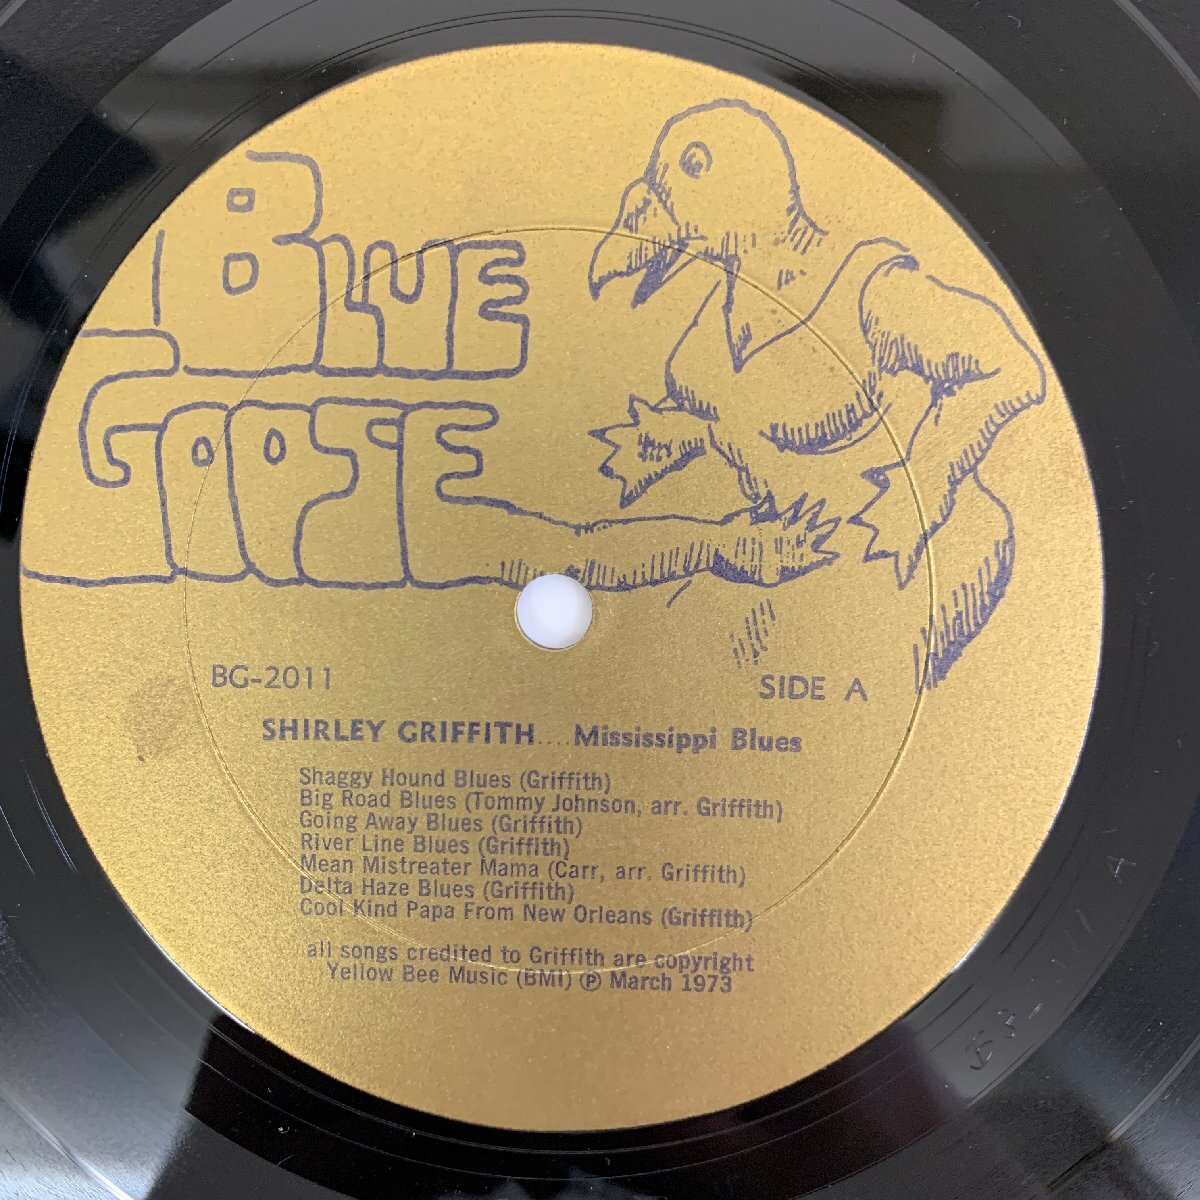 BLUE
GOOSE
BG-2011
SIDE A
SHIRLEY GRIFFITH....Mississippi Blues
Shaggy Hound Blues (Griffith)
Big Road Blues (Tommy Johnson, arr. Griffith)
Going Away Blues (Griffith)
River Line Blues (Griffith)
Mean Mistreater Mama (Carr, arr. Griffith)
Delta Haze Blues (Griffith)
Cool Kind Papa From New Orleans (Griffith)
all songs credited to Griffith are copyright
Yellow Bee Music (BMI) ℗ March 1973
A